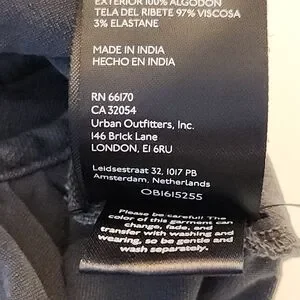 EXTERIOR 100% ALGODÓN
TELA DEL RIBETE 97% VISCOSA
3% ELASTANE
MADE IN INDIA
HECHO EN INDIA
RN 66170
CA 32054
Urban Outfitters, Inc.
146 Brick Lane
LONDON, E1 6RU
Leidsestraat 32, 1017 PB
Amsterdam, Netherlands
OB1615255
Please be careful! The
color of this garment can
change, fade, and
transfer with washing and
wearing, so be gentle and
wash separately.